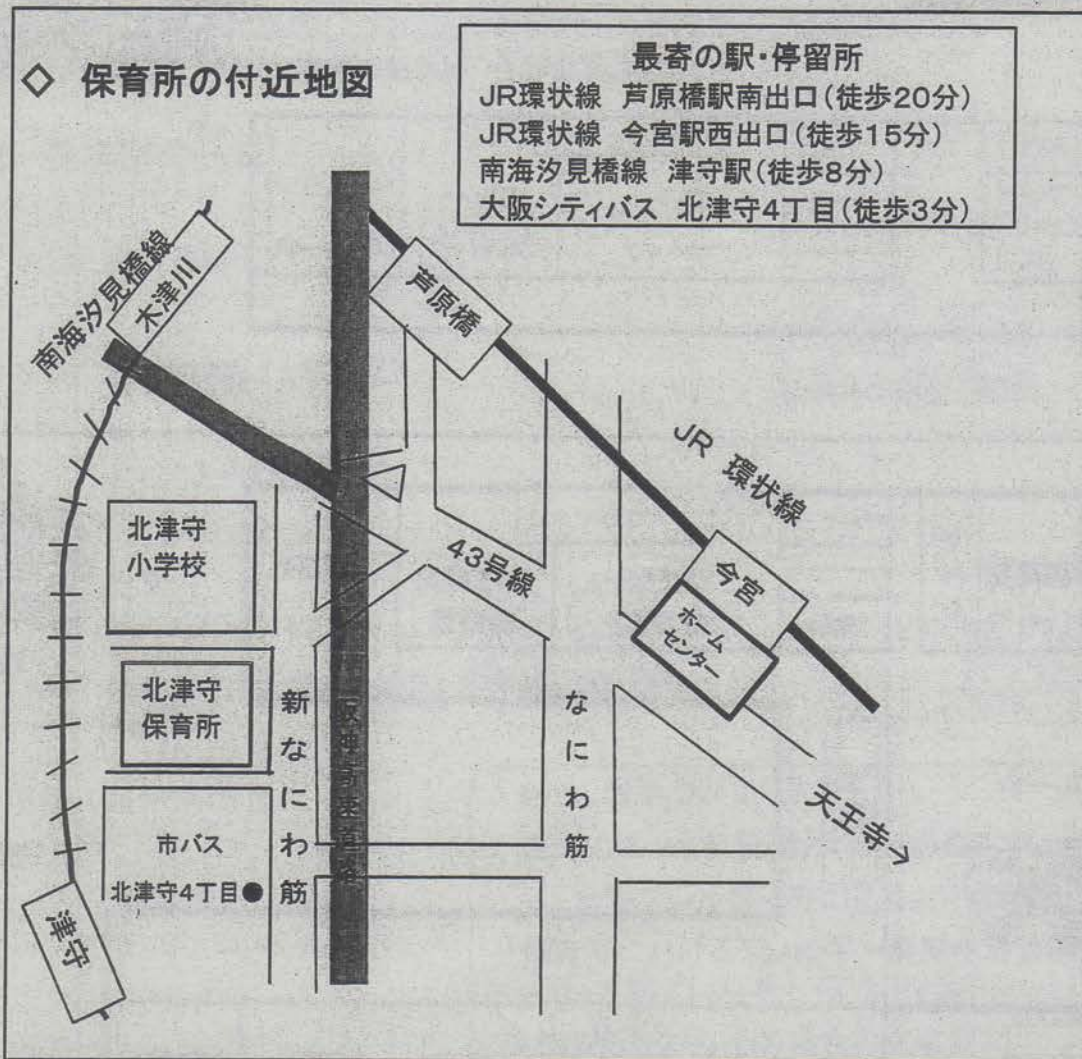 ◇ 保育所の付近地図
最寄の駅・停留所
JR環状線 芦原橋駅南出口(徒歩20分)
JR環状線 今宮駅西出口(徒歩15分)
南海汐見橋線 津守駅(徒歩8分)
大阪シティバス 北津守4丁目(徒歩3分)
南海汐見橋線
木津川
芦原橋
JR 環状線
北津守
小学校
43号線
今宮
ホーム
センター
北津守
保育所
新なにわ筋
阪神高速道路
なにわ筋
天王寺→
市バス
北津守4丁目●
津守